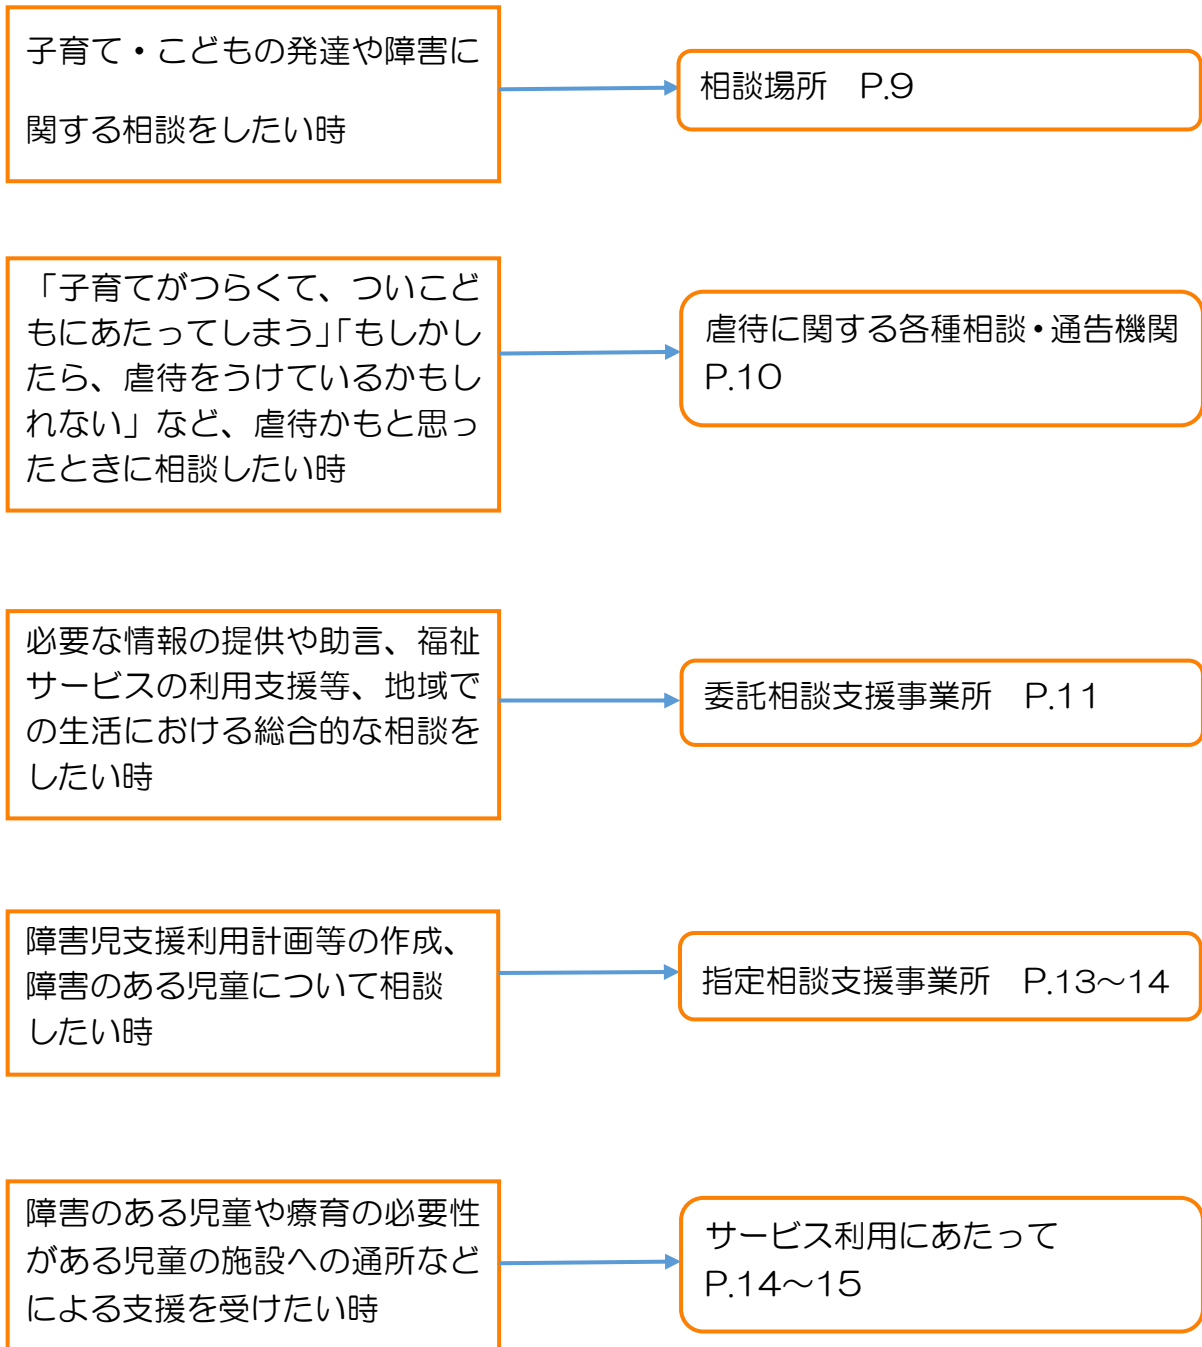 子育て・こどもの発達や障害に
関する相談をしたい時
相談場所　P.9
「子育てがつらくて、ついこど
もにあたってしまう」「もしかし
たら、虐待をうけているかもし
れない」など、虐待かもと思っ
たときに相談したい時
虐待に関する各種相談・通告機関
P.10
必要な情報の提供や助言、福祉
サービスの利用支援等、地域で
の生活における総合的な相談を
したい時
委託相談支援事業所　P.11
障害児支援利用計画等の作成、
障害のある児童について相談
したい時
指定相談支援事業所　P.13～14
障害のある児童や療育の必要性
がある児童の施設への通所など
による支援を受けたい時
サービス利用にあたって
P.14～15